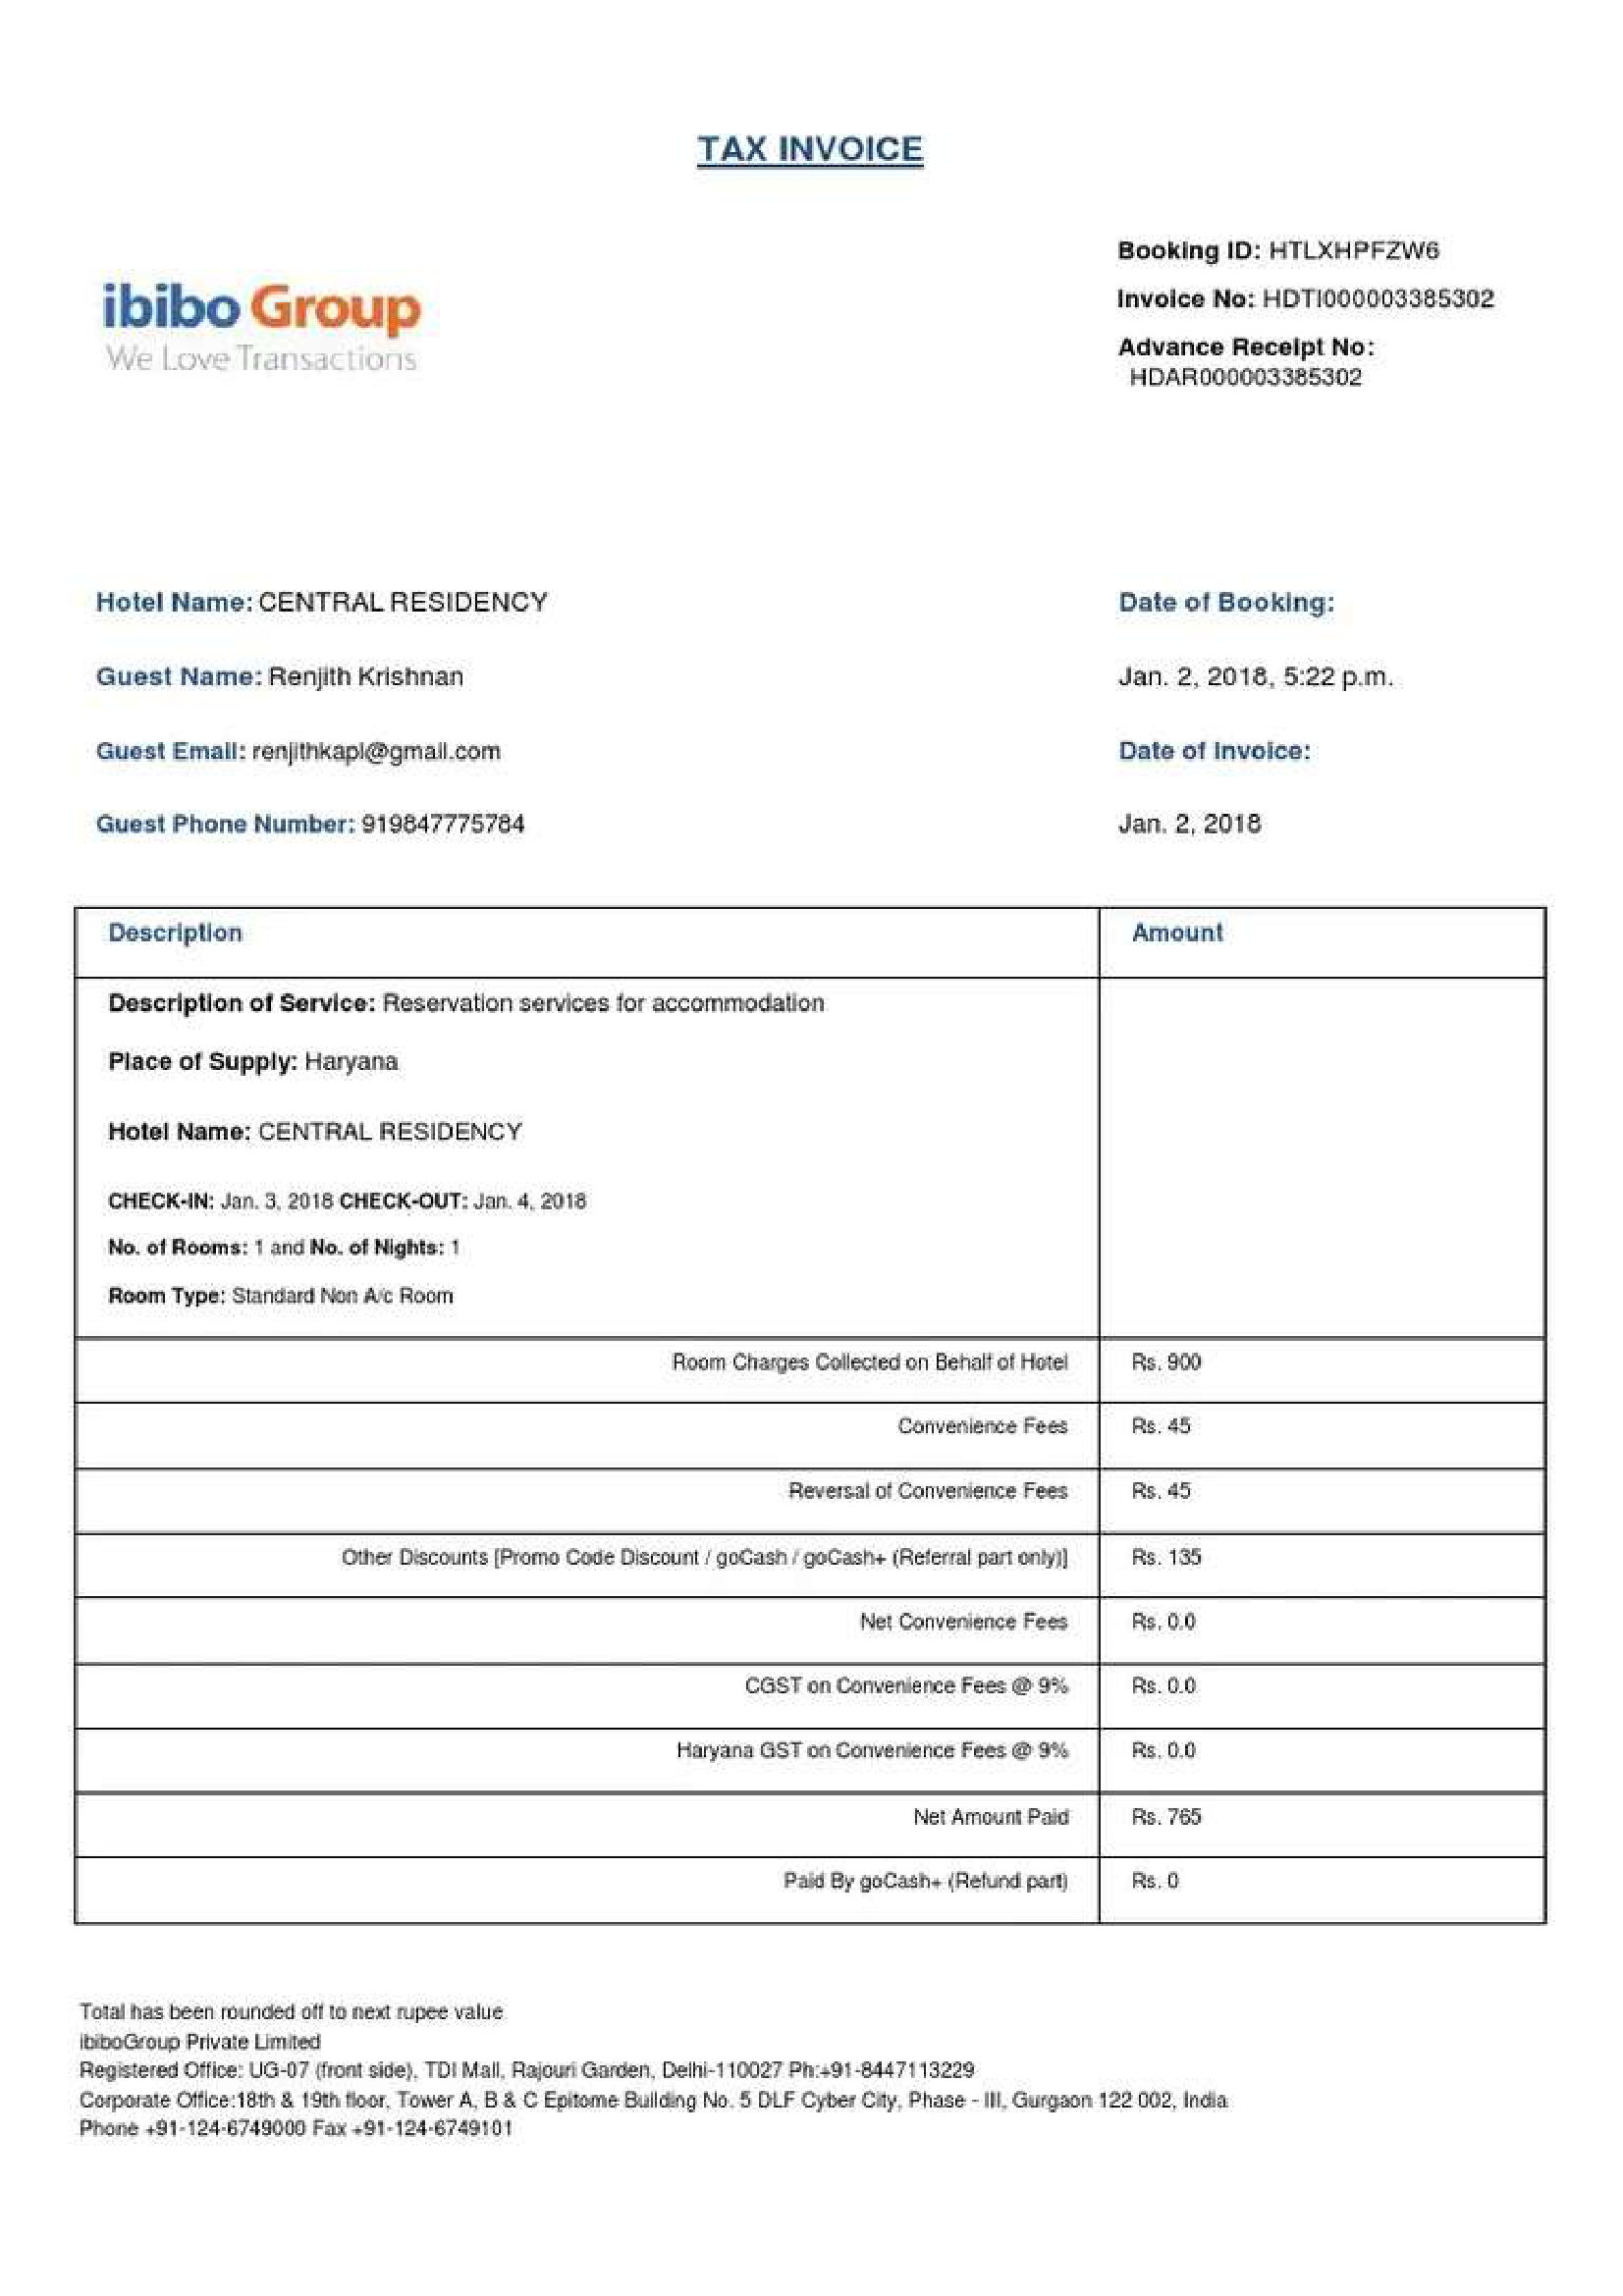 TAX INVOICE
ibibo Group
We Love Transactions
Booking ID: HTLXHPFZW6
Invoice No: HDTI000003385302
Advance Receipt No:
HDAR000003385302
Hotel Name: CENTRAL RESIDENCY
Date of Booking:
Guest Name: Renjith Krishnan
Jan. 2, 2018, 5:22 p.m.
Guest Email: renjithkapl@gmail.com
Date of Invoice:
Guest Phone Number: 919847775784
Jan. 2, 2018
Description
Amount
Description of Service: Reservation services for accommodation
Place of Supply: Haryana
Hotel Name: CENTRAL RESIDENCY
CHECK-IN: Jan. 3, 2018 CHECK-OUT: Jan. 4, 2018
No. of Rooms: 1 and No. of Nights: 1
Room Type: Standard Non A/c Room
Room Charges Collected on Behalf of Hotel Rs. 900
Convenience Fees Rs. 45
Reversal of Convenience Fees Rs. 45
Other Discounts [Promo Code Discount / goCash / goCash+ (Referral part only)] Rs. 135
Net Convenience Fees Rs. 0.0
CGST on Convenience Fees @ 9% Rs. 0.0
Haryana GST on Convenience Fees @ 9% Rs. 0.0
Net Amount Paid Rs. 765
Paid By goCash+ (Refund part) Rs. 0
Total has been rounded off to next rupee value
ibiboGroup Private Limited
Registered Office: UG-07 (front side), TDI Mall, Rajouri Garden, Delhi-110027 Ph:+91-8447113229
Corporate Office:18th & 19th floor, Tower A, B & C Epitome Building No. 5 DLF Cyber City, Phase - III, Gurgaon 122 002, India
Phone +91-124-6749000 Fax +91-124-6749101